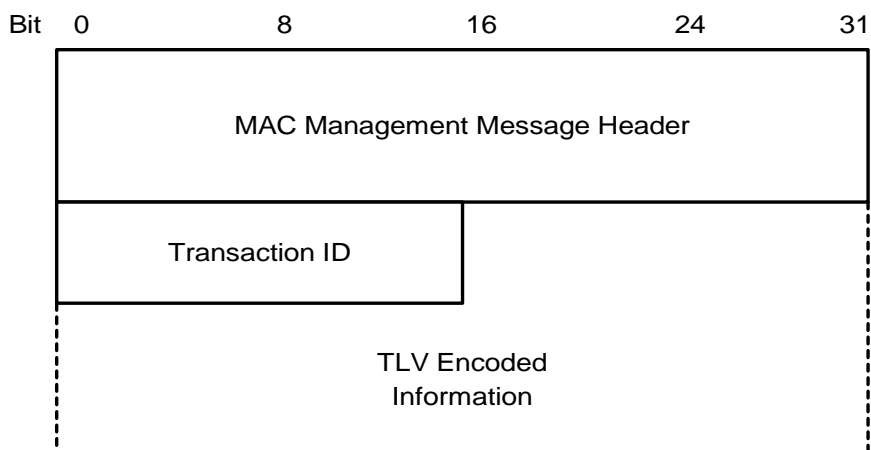 Bit 0 8 16 24 31
MAC Management Message Header
Transaction ID
TLV Encoded
Information